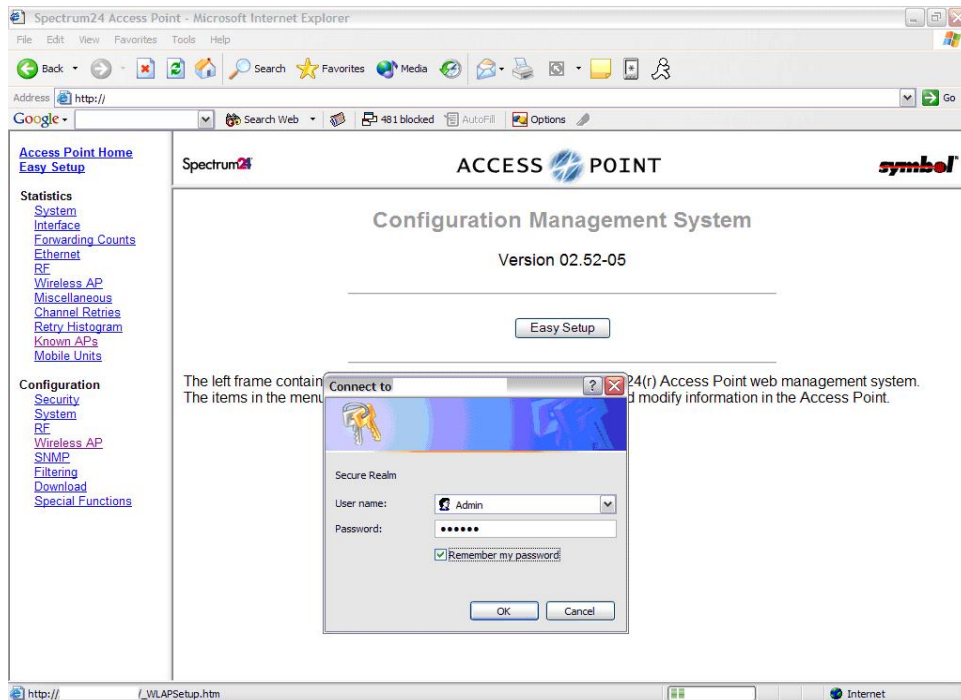 Spectrum24 Access Point - Microsoft Internet Explorer
File Edit View Favorites Tools Help
Back Search Favorites Media
Address http:// Go
Google Search Web 481 blocked AutoFill Options
Access Point Home
Easy Setup
Statistics
System
Interface
Forwarding Counts
Ethernet
RF
Wireless AP
Miscellaneous
Channel Retries
Retry Histogram
Known APs
Mobile Units
Configuration
Security
System
RF
Wireless AP
SNMP
Filtering
Download
Special Functions
Spectrum24 ACCESS POINT symbol
Configuration Management System
Version 02.52-05
Easy Setup
The left frame contain 24(r) Access Point web management system.
The items in the menu d modify information in the Access Point.
Connect to
Secure Realm
User name: Admin
Password: ••••••
Remember my password
OK Cancel
http:// /_WLAPSetup.htm Internet